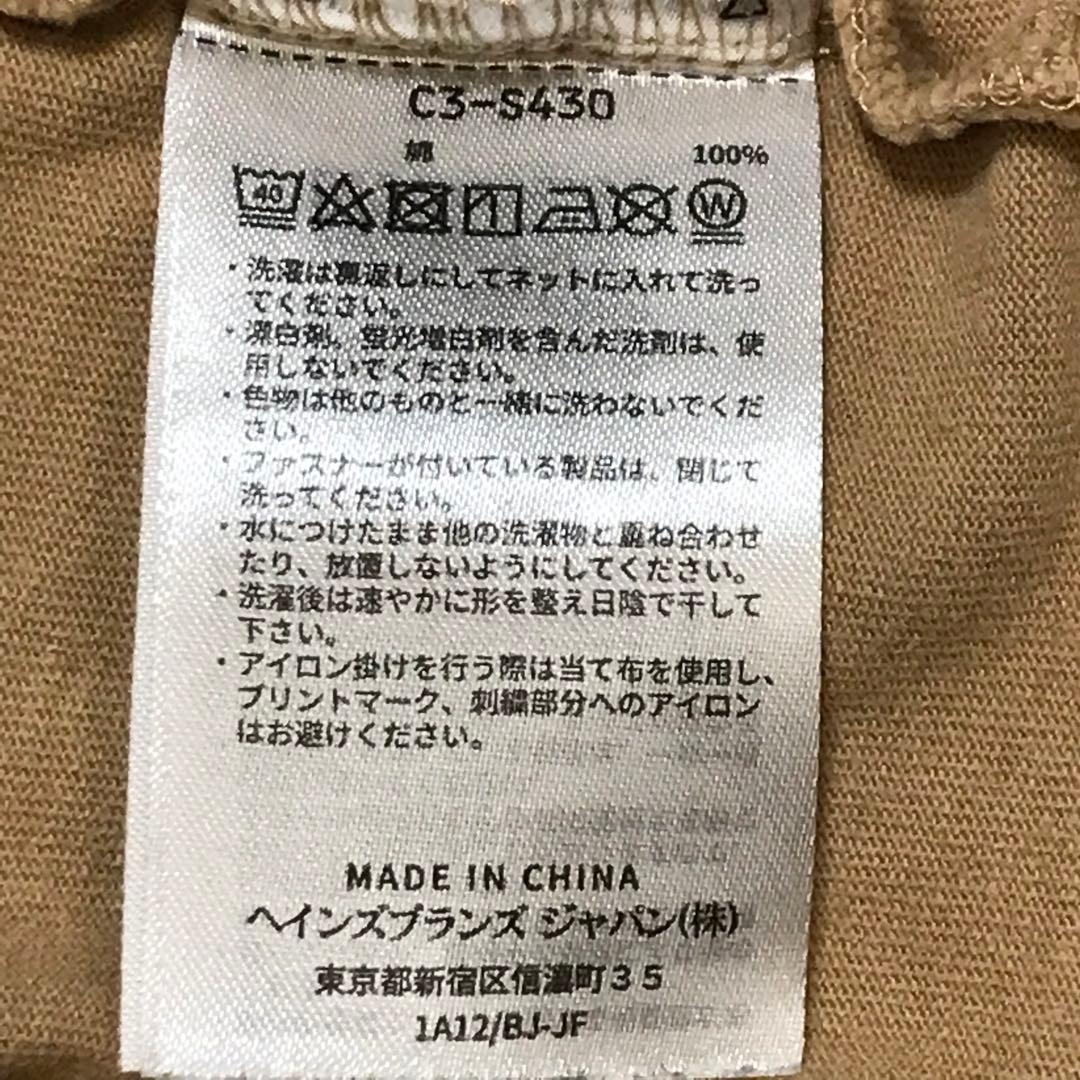 C3-S430
綿 100%
40
W
・洗濯は裏返しにしてネットに入れて洗っ
てください。
・漂白剤、蛍光増白剤を含んだ洗剤は、使
用しないでください。
・色物は他のものと一緒に洗わないでくだ
さい。
・ファスナーが付いている製品は、閉じて
洗ってください。
・水につけたまま他の洗濯物と重ね合わせ
たり、放置しないようにしてください。
・洗濯後は速やかに形を整え日陰で干して
下さい。
・アイロン掛けを行う際は当て布を使用し、
プリントマーク、刺繍部分へのアイロン
はお避けください。
MADE IN CHINA
ヘインズブランズ ジャパン(株)
東京都新宿区信濃町35
1A12/BJ-JF